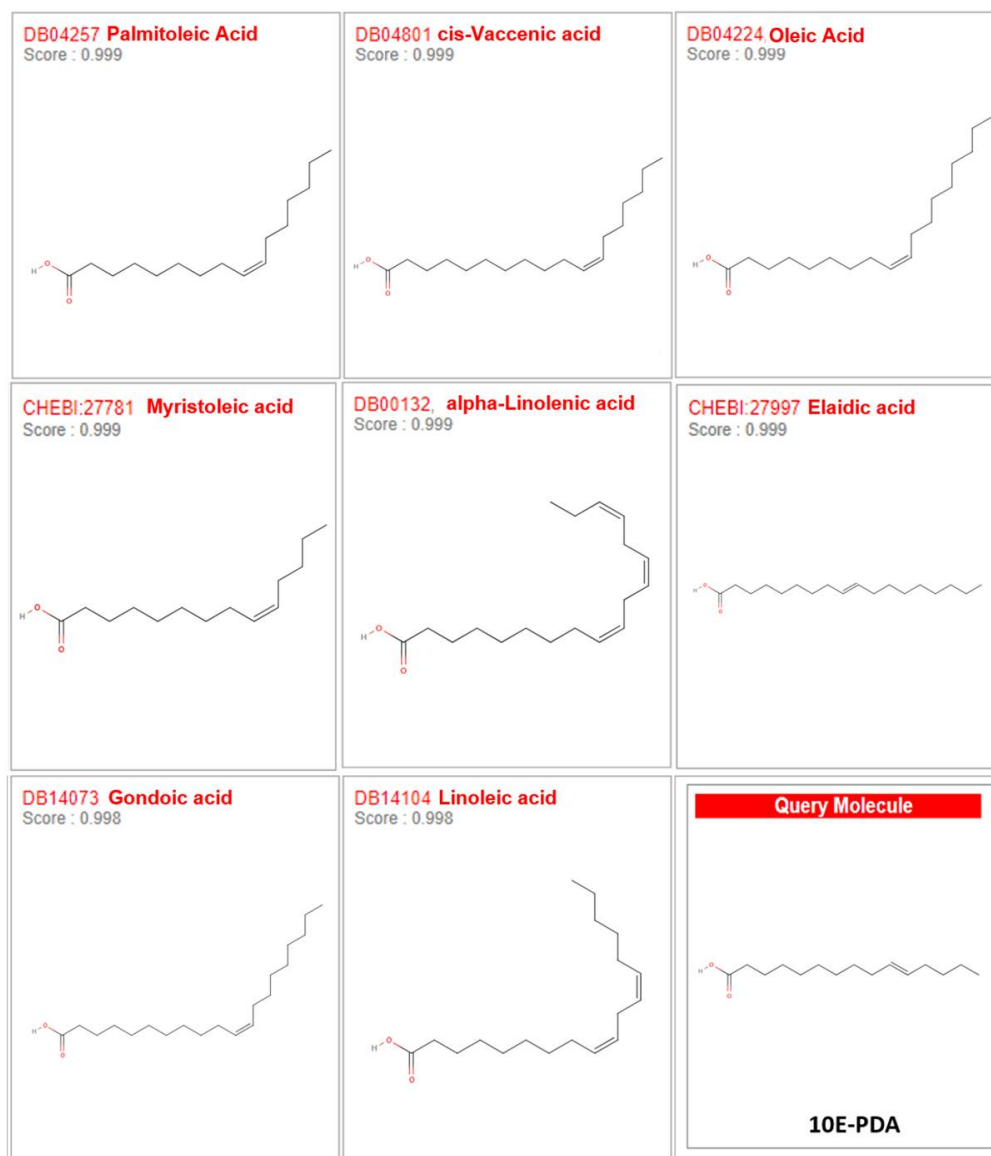 DB04257 Palmitoleic Acid
Score : 0.999
DB04801 cis-Vaccenic acid
Score : 0.999
DB04224, Oleic Acid
Score : 0.999
H O
O
H O
O
H O
O
CHEBI:27781 Myristoleic acid
Score : 0.999
DB00132, alpha-Linolenic acid
Score : 0.999
CHEBI:27997 Elaidic acid
Score : 0.999
H O
O
H O
O
H O
O
DB14073 Gondoic acid
Score : 0.998
DB14104 Linoleic acid
Score : 0.998
Query Molecule
H O
O
H O
O
H O
O
10E-PDA